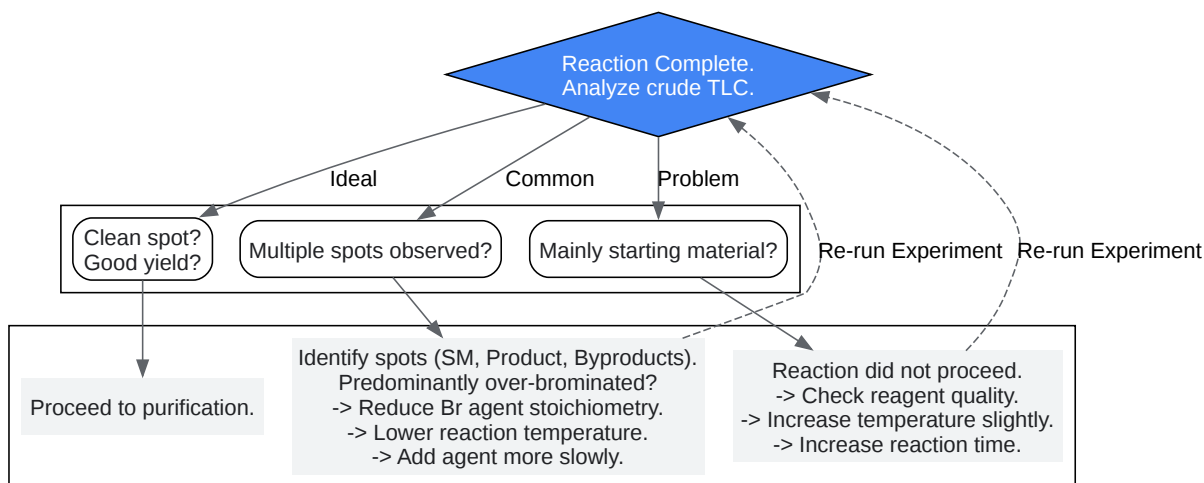 Reaction Complete.
Analyze crude TLC.
Ideal
Common
Problem
Clean spot?
Good yield?
Multiple spots observed?
Mainly starting material?
Re-run Experiment
Re-run Experiment
Proceed to purification.
Identify spots (SM, Product, Byproducts).
Predominantly over-brominated?
-> Reduce Br agent stoichiometry.
-> Lower reaction temperature.
-> Add agent more slowly.
Reaction did not proceed.
-> Check reagent quality.
-> Increase temperature slightly.
-> Increase reaction time.